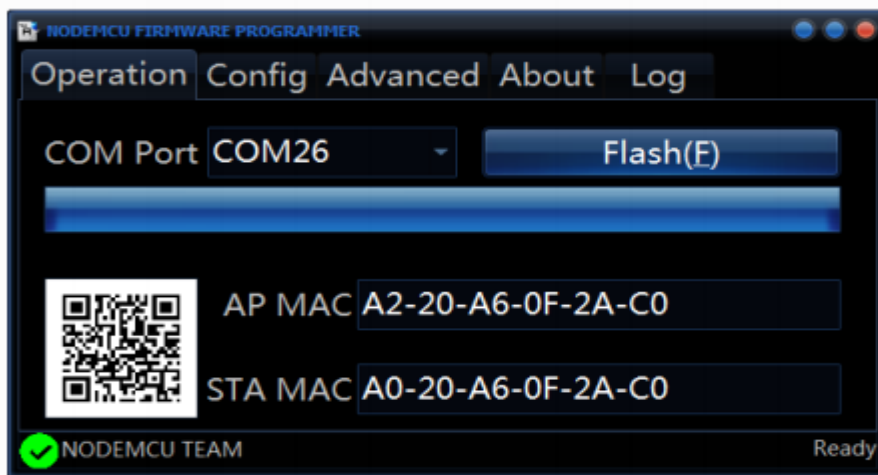 NODEMCU FIRMWARE PROGRAMMER
Operation Config Advanced About Log
COM Port COM26 Flash(F)
AP MAC A2-20-A6-0F-2A-C0
STA MAC A0-20-A6-0F-2A-C0
NODEMCU TEAM Ready